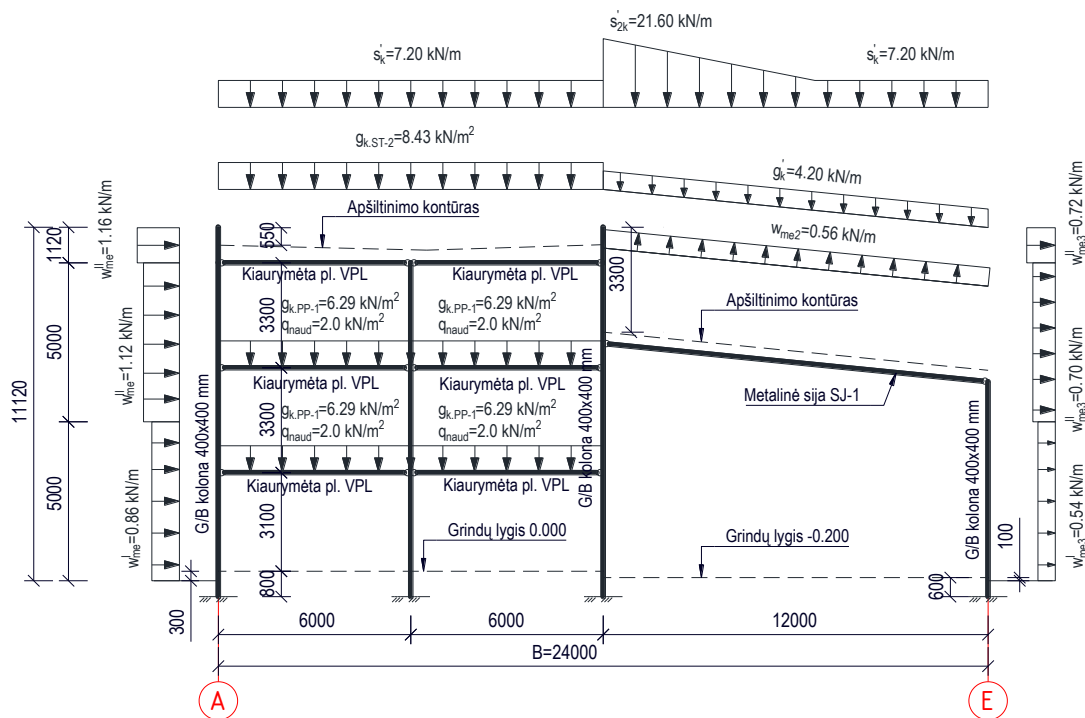 s'2k=21.60 kN/m
s'k=7.20 kN/m
s'k=7.20 kN/m
gk.ST-2=8.43 kN/m²
g'k=4.20 kN/m
wme2=0.56 kN/m
Apšiltinimo kontūras
550
1120
wIIme=1.16 kN/m
wIIme3=0.72 kN/m
Kiaurymėta pl. VPL
Kiaurymėta pl. VPL
3300
gk.PP-1=6.29 kN/m²
qnaud=2.0 kN/m²
gk.PP-1=6.29 kN/m²
qnaud=2.0 kN/m²
3300
Apšiltinimo kontūras
5000
wIIme=1.12 kN/m
Kiaurymėta pl. VPL
Kiaurymėta pl. VPL
Metalinė sija SJ-1
wIIme3=0.70 kN/m
11120
3300
gk.PP-1=6.29 kN/m²
qnaud=2.0 kN/m²
gk.PP-1=6.29 kN/m²
qnaud=2.0 kN/m²
G/B kolona 400x400 mm
G/B kolona 400x400 mm
G/B kolona 400x400 mm
Kiaurymėta pl. VPL
Kiaurymėta pl. VPL
5000
wIme=0.86 kN/m
3100
Grindų lygis 0.000
Grindų lygis -0.200
100
wIme3=0.54 kN/m
800
600
300
6000
6000
12000
B=24000
A
E